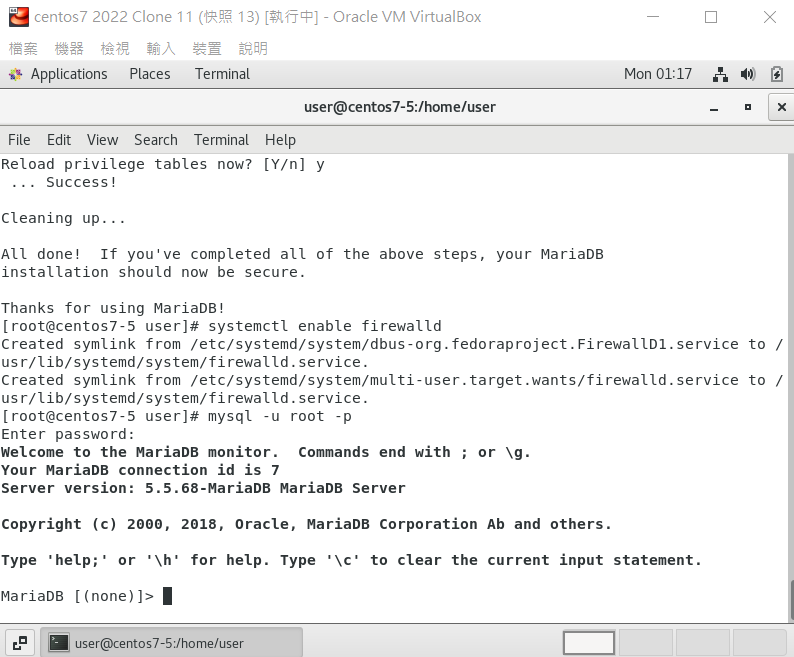 centos7 2022 Clone 11 (快照 13) [執行中] - Oracle VM VirtualBox
檔案 機器 檢視 輸入 裝置 說明
Applications Places Terminal Mon 01:17
user@centos7-5:/home/user
File Edit View Search Terminal Help
Reload privilege tables now? [Y/n] y
 ... Success!
Cleaning up...
All done!  If you've completed all of the above steps, your MariaDB
installation should now be secure.
Thanks for using MariaDB!
[root@centos7-5 user]# systemctl enable firewalld
Created symlink from /etc/systemd/system/dbus-org.fedoraproject.FirewallD1.service to /
usr/lib/systemd/system/firewalld.service.
Created symlink from /etc/systemd/system/multi-user.target.wants/firewalld.service to /
usr/lib/systemd/system/firewalld.service.
[root@centos7-5 user]# mysql -u root -p
Enter password:
Welcome to the MariaDB monitor.  Commands end with ; or \g.
Your MariaDB connection id is 7
Server version: 5.5.68-MariaDB MariaDB Server
Copyright (c) 2000, 2018, Oracle, MariaDB Corporation Ab and others.
Type 'help;' or '\h' for help. Type '\c' to clear the current input statement.
MariaDB [(none)]>
user@centos7-5:/home/user